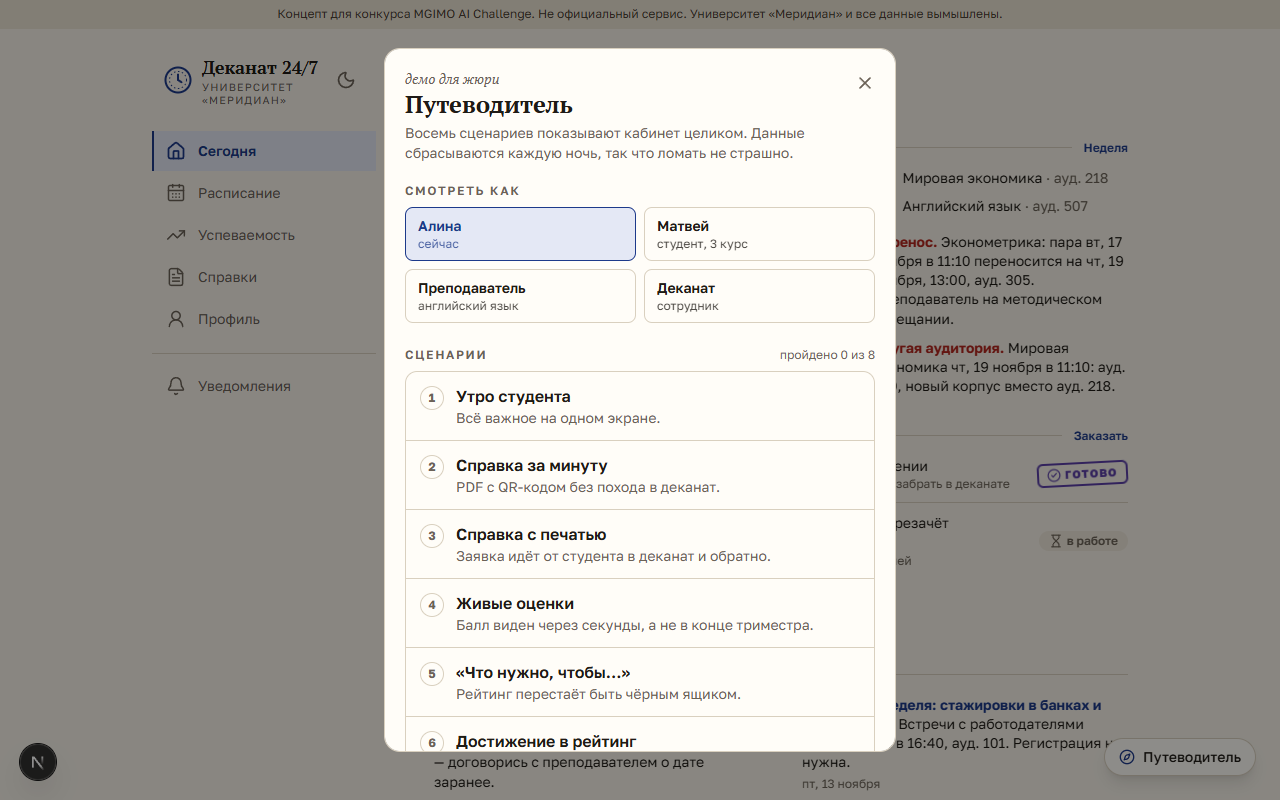 Концепт для конкурса MGIMO AI Challenge. Не официальный сервис. Университет «Меридиан» и все данные вымышлены.
Деканат 24/7
УНИВЕРСИТЕТ
«МЕРИДИАН»
Сегодня
Расписание
Успеваемость
Справки
Профиль
Уведомления
демо для жюри
Путеводитель
Восемь сценариев показывают кабинет целиком. Данные
сбрасываются каждую ночь, так что ломать не страшно.
СМОТРЕТЬ КАК
Алина
сейчас
Матвей
студент, 3 курс
Преподаватель
английский язык
Деканат
сотрудник
СЦЕНАРИИ
пройдено 0 из 8
1
Утро студента
Всё важное на одном экране.
2
Справка за минуту
PDF с QR-кодом без похода в деканат.
3
Справка с печатью
Заявка идёт от студента в деканат и обратно.
4
Живые оценки
Балл виден через секунды, а не в конце триместра.
5
«Что нужно, чтобы…»
Рейтинг перестаёт быть чёрным ящиком.
6
Достижение в рейтинг
Неделя
Мировая экономика · ауд. 218
Английский язык · ауд. 507
Эконометрика: пара вт, 17
в 11:10 переносится на чт, 19
13:00, ауд. 305.
на методическом
аудитория. Мировая
чт, 19 ноября в 11:10: ауд.
новый корпус вместо ауд. 218.
Заказать
забрать в деканате
ГОТОВО
в работе
стажировки в банках и
Встречи с работодателями
в 16:40, ауд. 101. Регистрация
нужна.
пт, 13 ноября
— договорись с преподавателем о дате
заранее.
N
Путеводитель